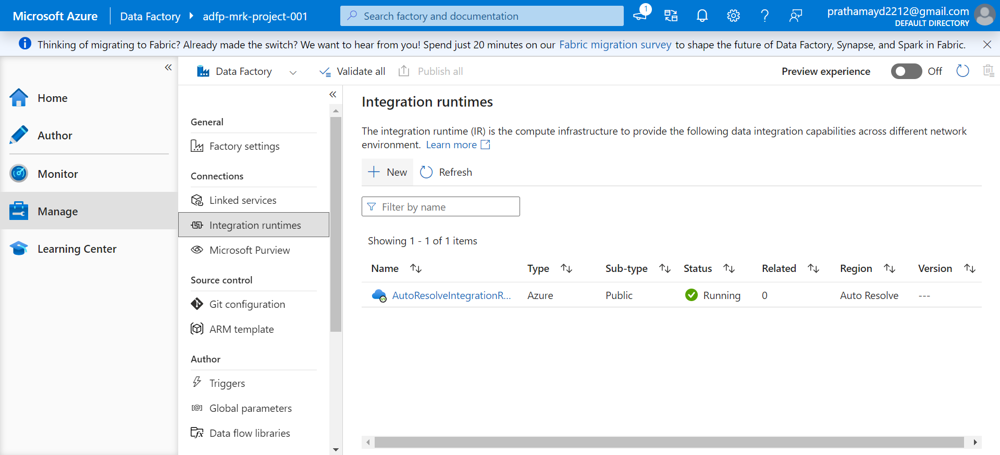 Microsoft Azure
Data Factory
adfp-mrk-project-001
Search factory and documentation
1
prathamayd2212@gmail.com
DEFAULT DIRECTORY
Thinking of migrating to Fabric? Already made the switch? We want to hear from you! Spend just 20 minutes on our Fabric migration survey to shape the future of Data Factory, Synapse, and Spark in Fabric.
Home
Author
Monitor
Manage
Learning Center
Data Factory
Validate all
Publish all
Preview experience
Off
General
Factory settings
Connections
Linked services
Integration runtimes
Microsoft Purview
Source control
Git configuration
ARM template
Author
Triggers
Global parameters
Data flow libraries
Integration runtimes
The integration runtime (IR) is the compute infrastructure to provide the following data integration capabilities across different network
environment. Learn more
New
Refresh
Filter by name
Showing 1 - 1 of 1 items
Name Type Sub-type Status Related Region Version
AutoResolveIntegrationR... Azure Public Running 0 Auto Resolve ---